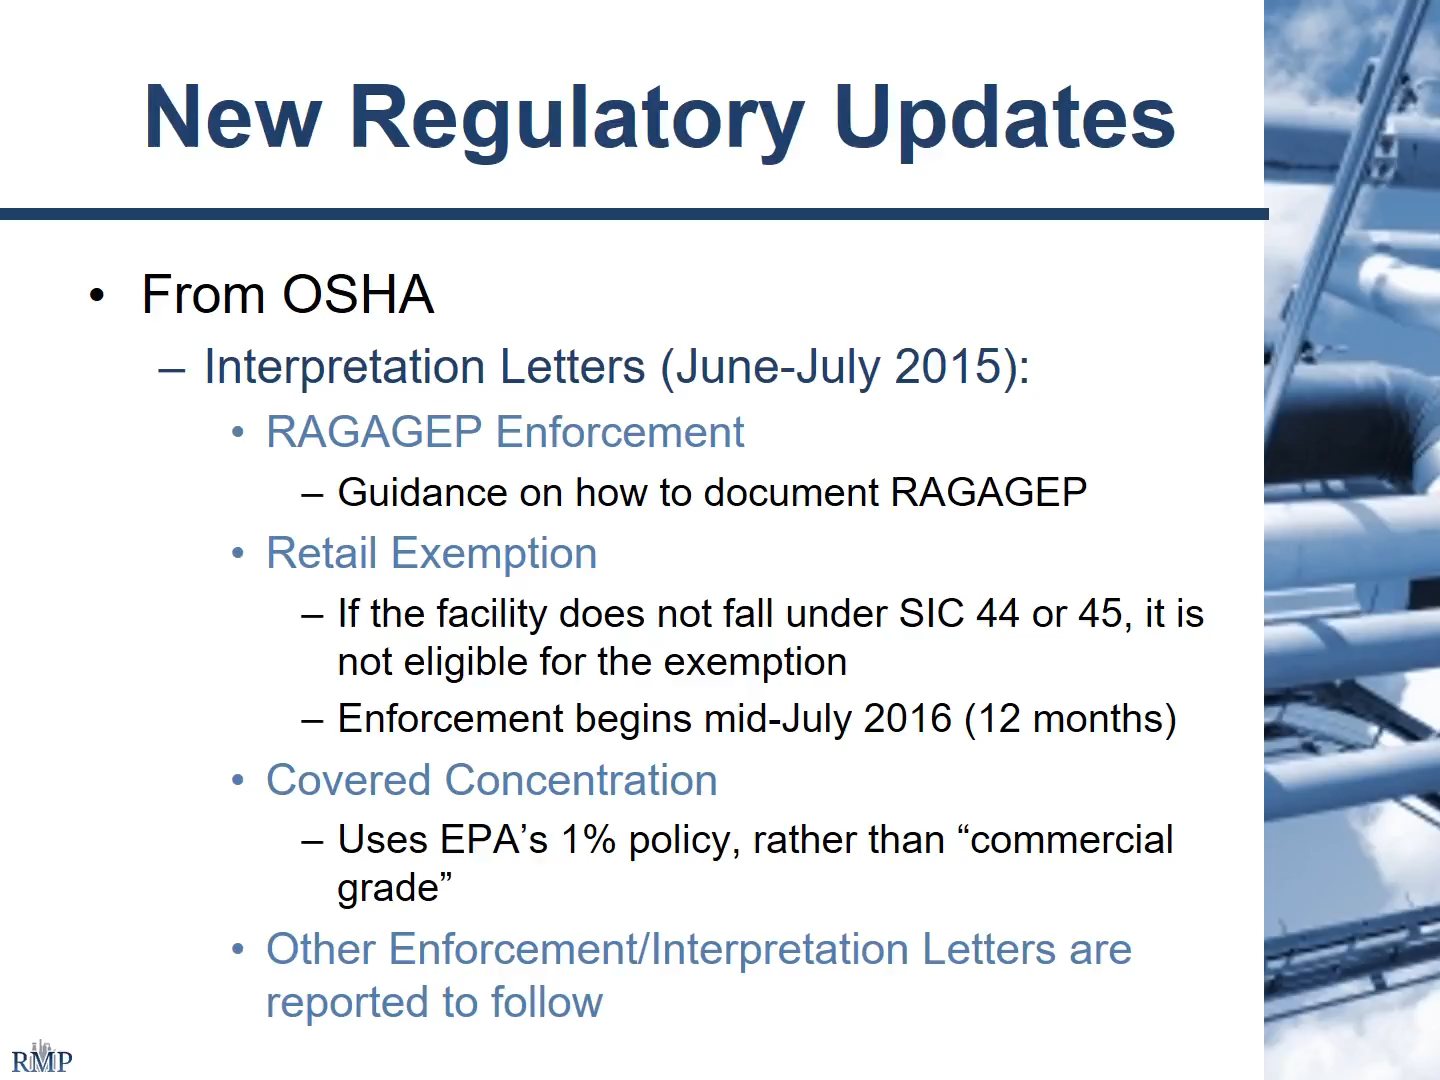 New Regulatory Updates
• From OSHA
– Interpretation Letters (June-July 2015):
• RAGAGEP Enforcement
– Guidance on how to document RAGAGEP
• Retail Exemption
– If the facility does not fall under SIC 44 or 45, it is
not eligible for the exemption
– Enforcement begins mid-July 2016 (12 months)
• Covered Concentration
– Uses EPA’s 1% policy, rather than “commercial
grade”
• Other Enforcement/Interpretation Letters are
reported to follow
RMP